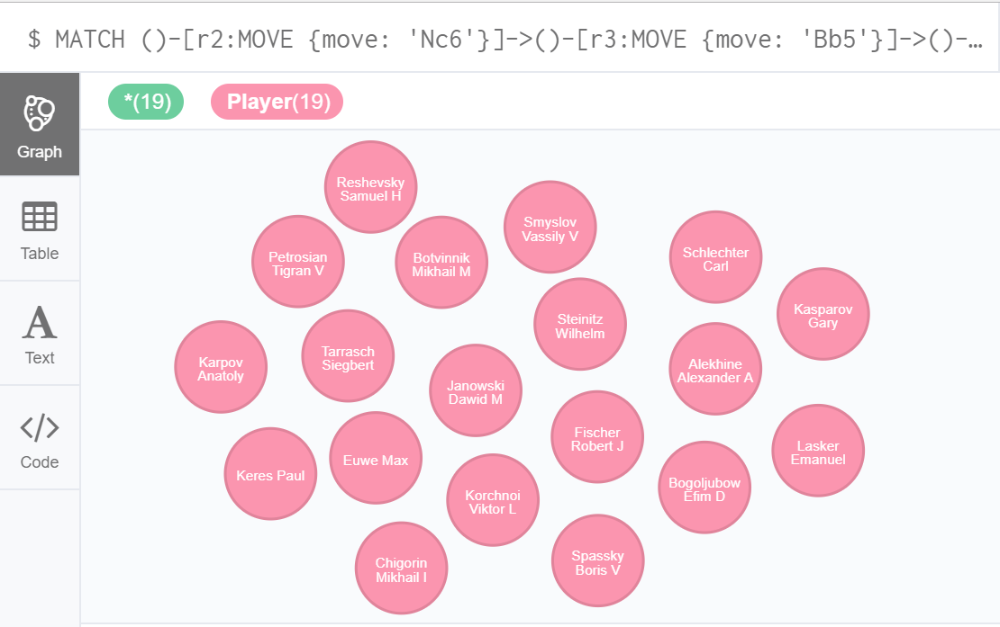 $ MATCH ()-[r2:MOVE {move: 'Nc6'}]->()-[r3:MOVE {move: 'Bb5'}]->()-…
*(19) Player(19)
Graph
Table
Text
Code
Reshevsky
Samuel H
Petrosian
Tigran V
Botvinnik
Mikhail M
Smyslov
Vassily V
Schlechter
Carl
Kasparov
Gary
Steinitz
Wilhelm
Karpov
Anatoly
Tarrasch
Siegbert
Janowski
Dawid M
Alekhine
Alexander A
Fischer
Robert J
Lasker
Emanuel
Keres Paul
Euwe Max
Korchnoi
Viktor L
Bogoljubow
Efim D
Chigorin
Mikhail I
Spassky
Boris V